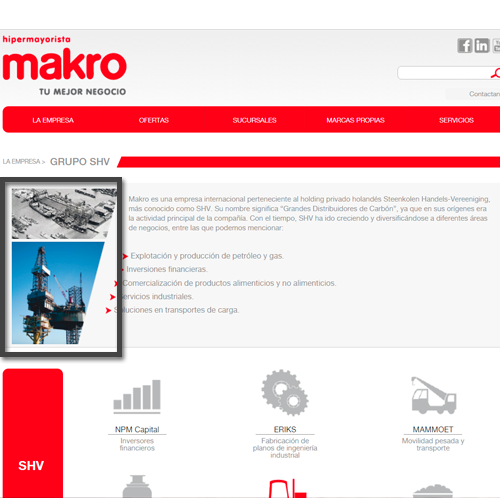 hipermayorista
makro
TU MEJOR NEGOCIO
Contactan
LA EMPRESA OFERTAS SUCURSALES MARCAS PROPIAS SERVICIOS
LA EMPRESA > GRUPO SHV
Makro es una empresa internacional perteneciente al holding privado holandés Steenkolen Handels-Vereeniging,
más conocido como SHV. Su nombre significa "Grandes Distribuidores de Carbón", ya que en sus orígenes era
la actividad principal de la compañía. Con el tiempo, SHV ha ido creciendo y diversificándose a diferentes áreas
de negocios, entre las que podemos mencionar:
Explotación y producción de petróleo y gas.
Inversiones financieras.
Comercialización de productos alimenticios y no alimenticios.
Servicios industriales.
Soluciones en transportes de carga.
SHV
NPM Capital ERIKS MAMMOET
Inversores Fabricación de Movilidad pesada y
financieros planos de ingeniería transporte
industrial